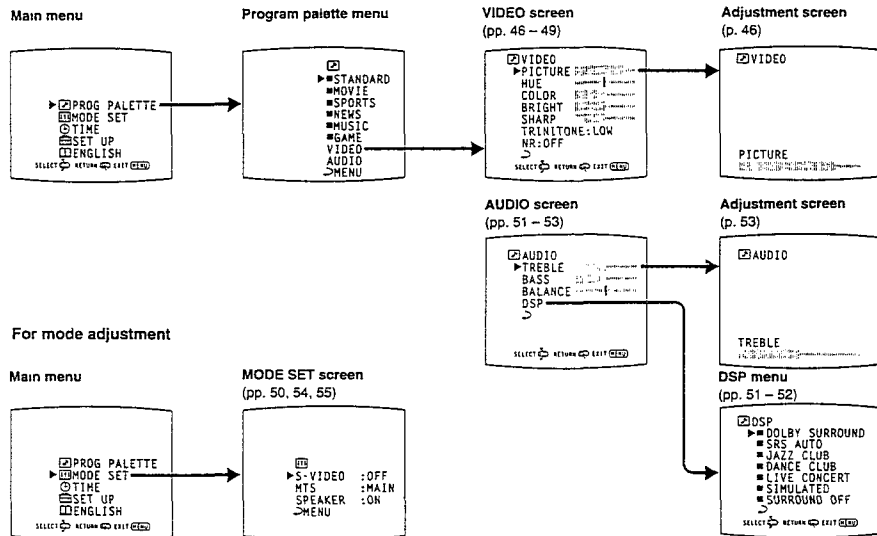 Main menu
PROG PALETTE
MODE SET
TIME
SET UP
ENGLISH
SELECT RETURN EXIT MENU
Program palette menu
STANDARD
MOVIE
SPORTS
NEWS
MUSIC
GAME
VIDEO
AUDIO
MENU
VIDEO screen
(pp. 46 – 49)
VIDEO
PICTURE
HUE
COLOR
BRIGHT
SHARP
TRINITONE:LOW
NR:OFF
SELECT RETURN EXIT MENU
Adjustment screen
(p. 46)
VIDEO
PICTURE
AUDIO screen
(pp. 51 – 53)
AUDIO
TREBLE
BASS
BALANCE
DSP
SELECT RETURN EXIT MENU
Adjustment screen
(p. 53)
AUDIO
TREBLE
For mode adjustment
Main menu
PROG PALETTE
MODE SET
TIME
SET UP
ENGLISH
SELECT RETURN EXIT MENU
MODE SET screen
(pp. 50, 54, 55)
S-VIDEO :OFF
MTS :MAIN
SPEAKER :ON
MENU
DSP menu
(pp. 51 – 52)
DSP
DOLBY SURROUND
SRS AUTO
JAZZ CLUB
DANCE CLUB
LIVE CONCERT
SIMULATED
SURROUND OFF
SELECT RETURN EXIT MENU